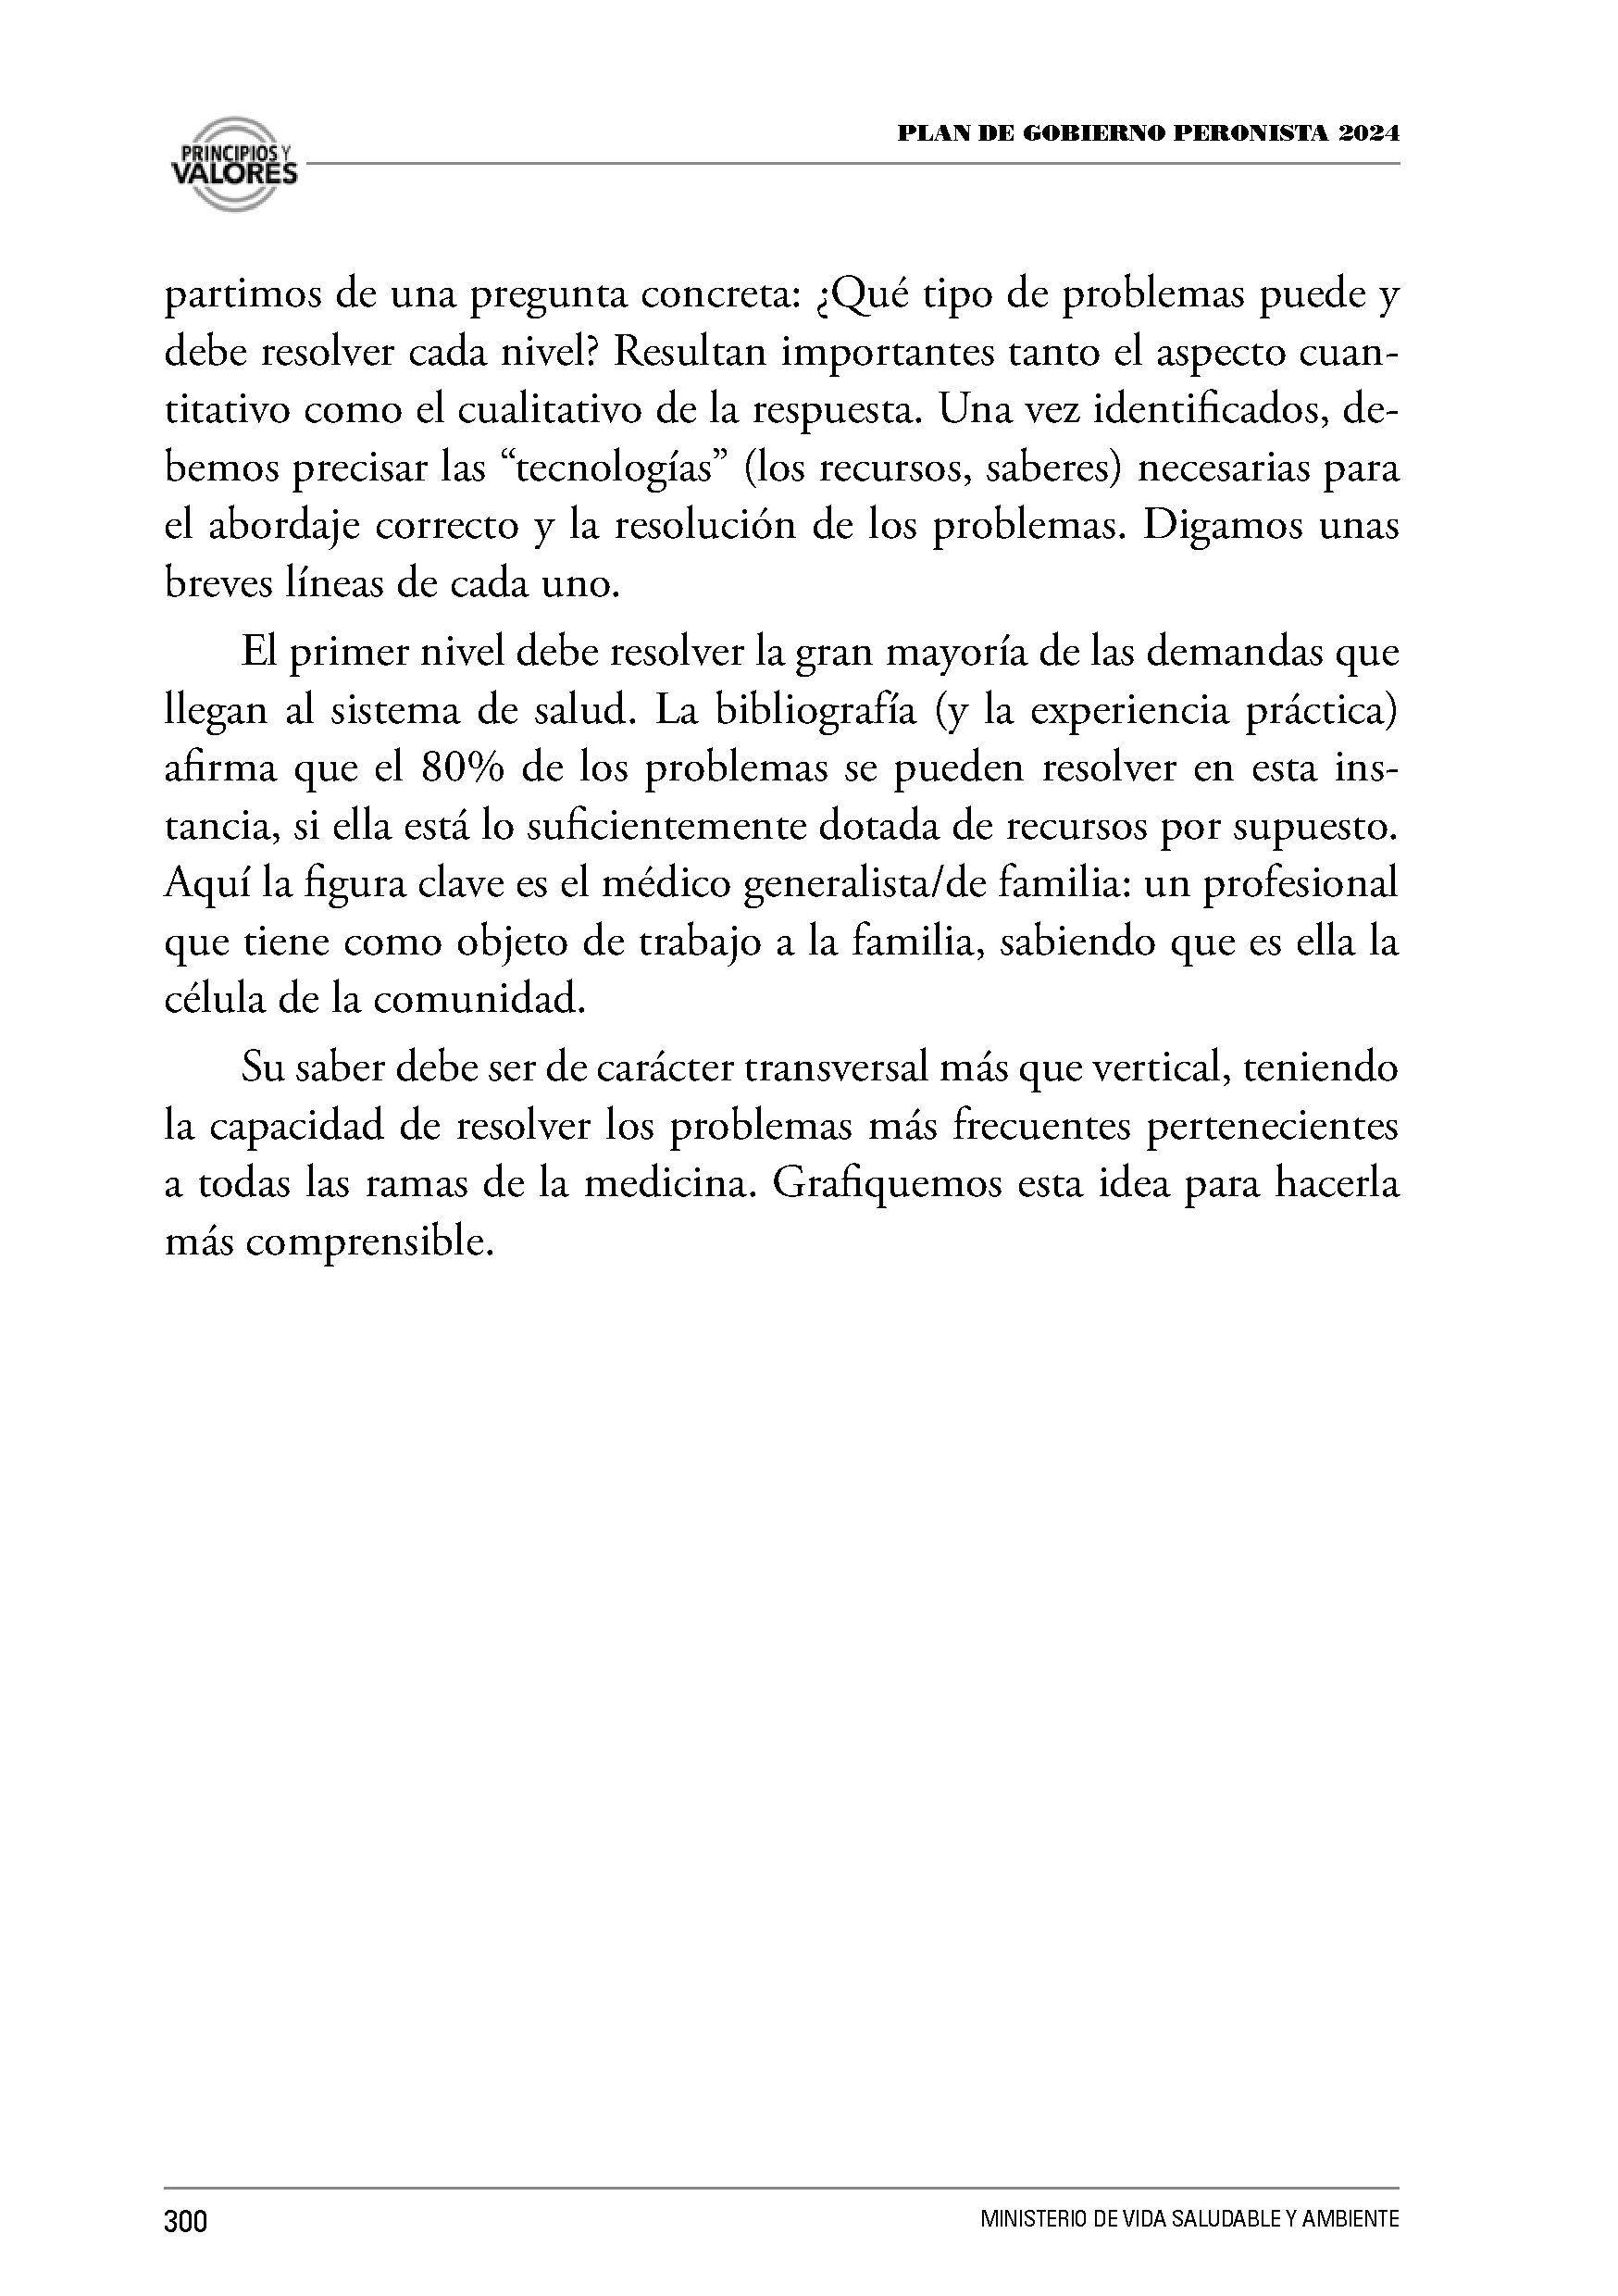 PRINCIPIOS Y
VALORES
PLAN DE GOBIERNO PERONISTA 2024
partimos de una pregunta concreta: ¿Qué tipo de problemas puede y
debe resolver cada nivel? Resultan importantes tanto el aspecto cuan-
titativo como el cualitativo de la respuesta. Una vez identificados, de-
bemos precisar las “tecnologías” (los recursos, saberes) necesarias para
el abordaje correcto y la resolución de los problemas. Digamos unas
breves líneas de cada uno.
El primer nivel debe resolver la gran mayoría de las demandas que
llegan al sistema de salud. La bibliografía (y la experiencia práctica)
afirma que el 80% de los problemas se pueden resolver en esta ins-
tancia, si ella está lo suficientemente dotada de recursos por supuesto.
Aquí la figura clave es el médico generalista/de familia: un profesional
que tiene como objeto de trabajo a la familia, sabiendo que es ella la
célula de la comunidad.
Su saber debe ser de carácter transversal más que vertical, teniendo
la capacidad de resolver los problemas más frecuentes pertenecientes
a todas las ramas de la medicina. Grafiquemos esta idea para hacerla
más comprensible.
300
MINISTERIO DE VIDA SALUDABLE Y AMBIENTE